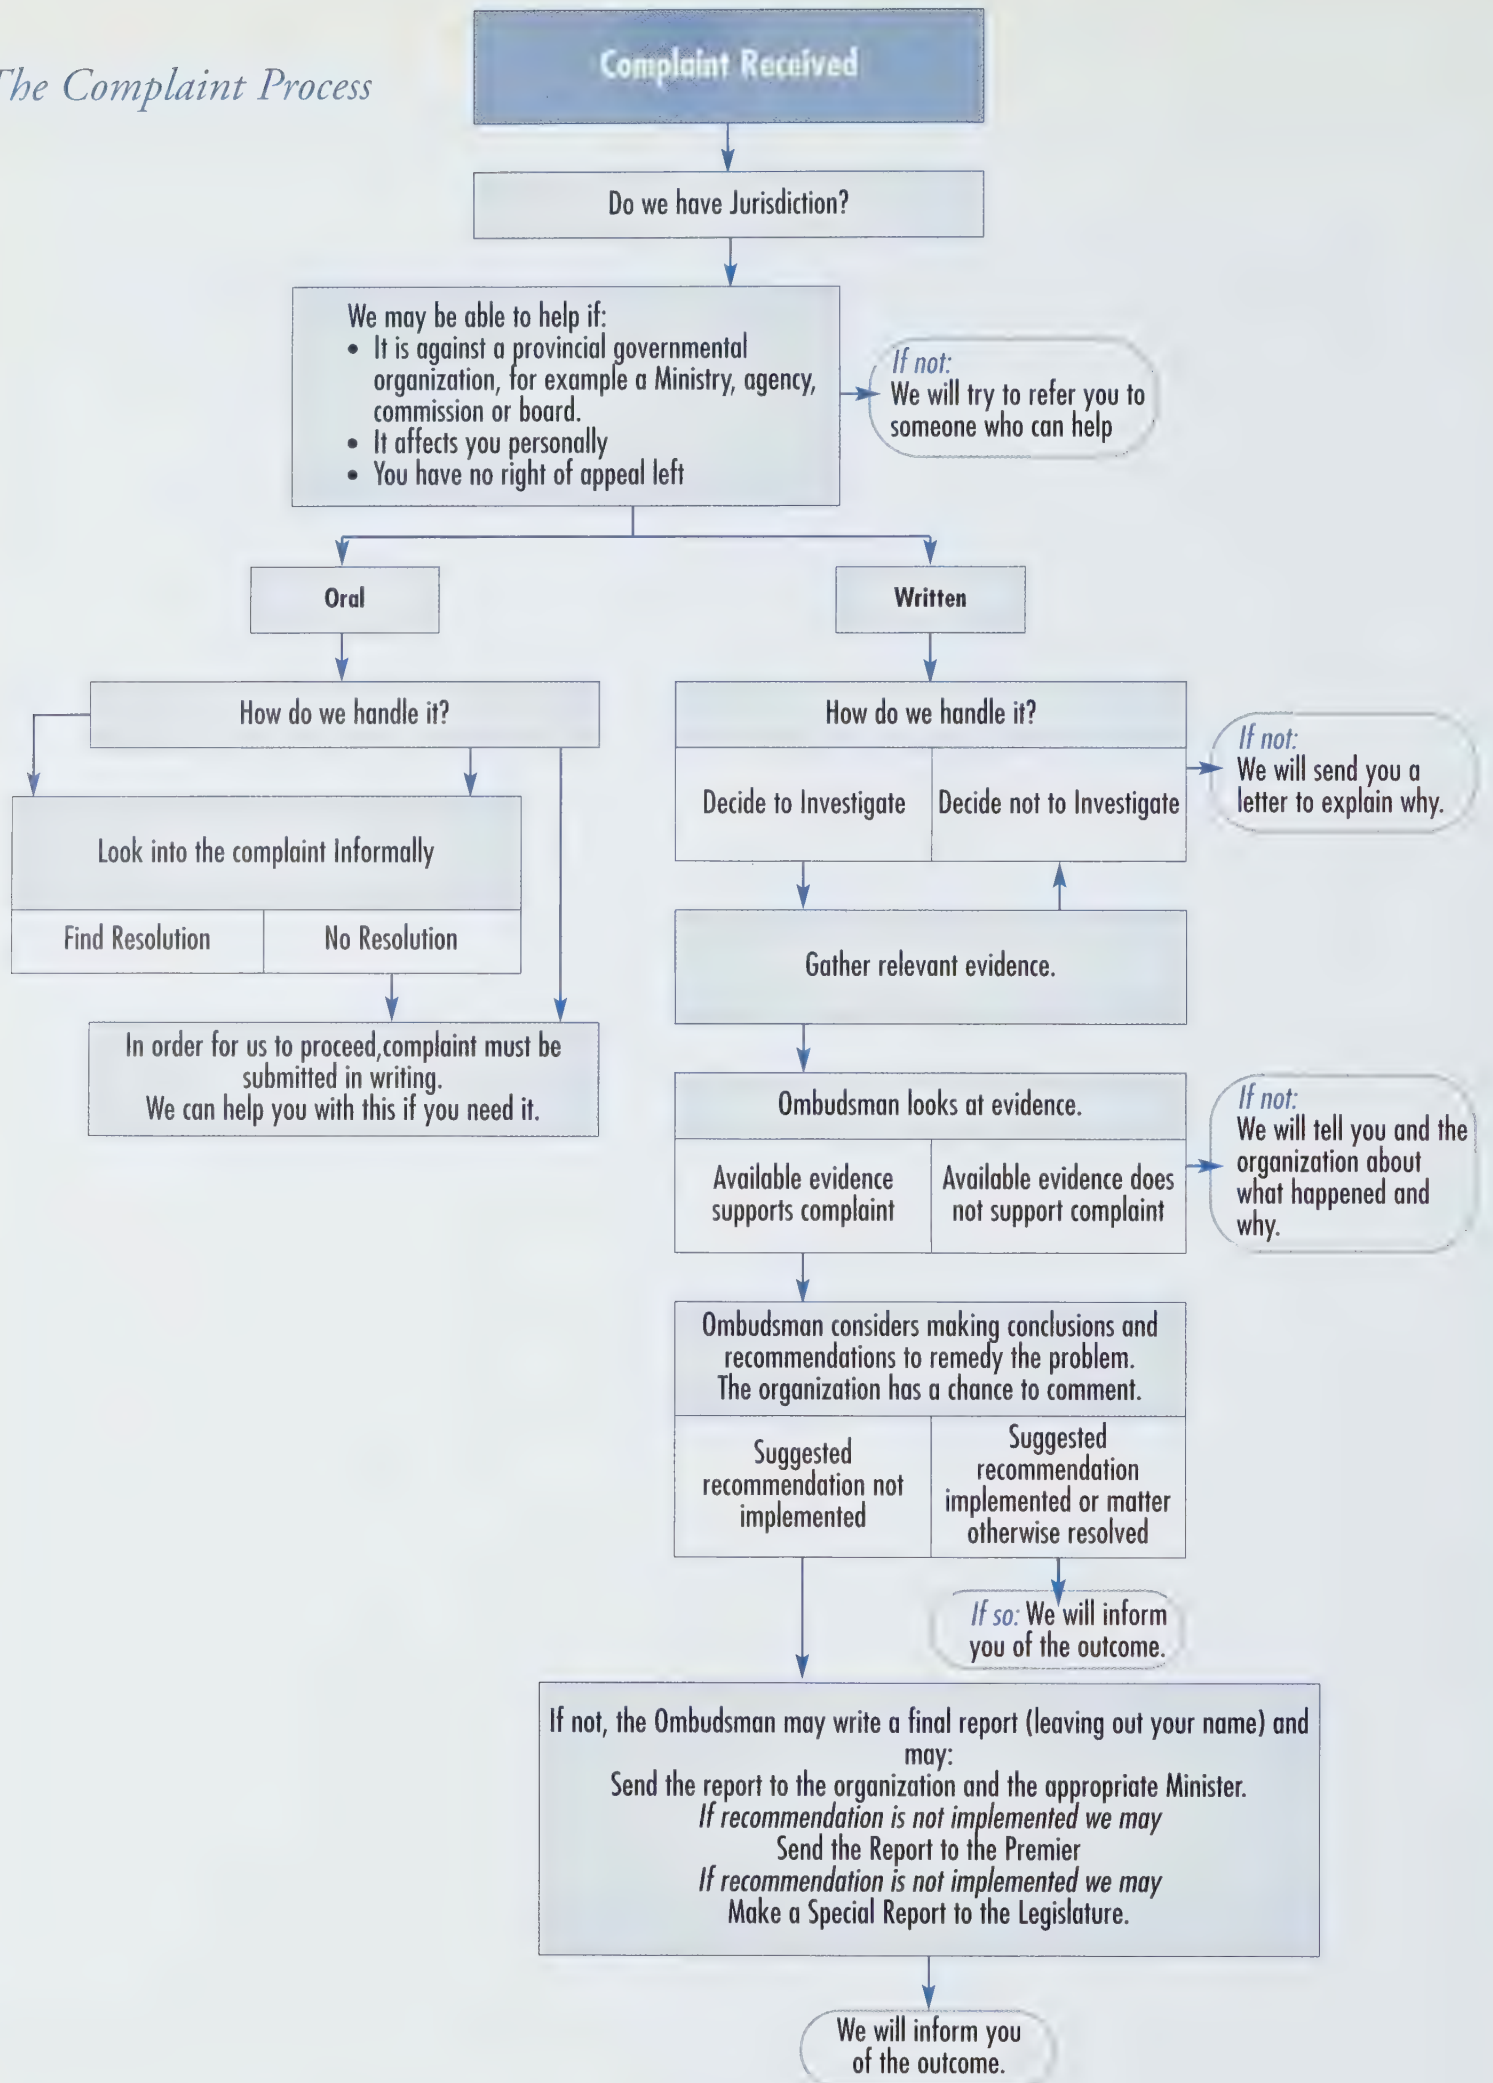 The Complaint Process
Complaint Received
Do we have Jurisdiction?
We may be able to help if:
• It is against a provincial governmental
organization, for example a Ministry, agency,
commission or board.
• It affects you personally
• You have no right of appeal left
If not:
We will try to refer you to
someone who can help
Oral
Written
How do we handle it?
Look into the complaint Informally
Find Resolution
No Resolution
In order for us to proceed,complaint must be
submitted in writing.
We can help you with this if you need it.
How do we handle it?
Decide to Investigate
Decide not to Investigate
If not:
We will send you a
letter to explain why.
Gather relevant evidence.
Ombudsman looks at evidence.
Available evidence
supports complaint
Available evidence does
not support complaint
If not:
We will tell you and the
organization about
what happened and
why.
Ombudsman considers making conclusions and
recommendations to remedy the problem.
The organization has a chance to comment.
Suggested
recommendation not
implemented
Suggested
recommendation
implemented or matter
otherwise resolved
If so: We will inform
you of the outcome.
If not, the Ombudsman may write a final report (leaving out your name) and
may:
Send the report to the organization and the appropriate Minister.
If recommendation is not implemented we may
Send the Report to the Premier
If recommendation is not implemented we may
Make a Special Report to the Legislature.
We will inform you
of the outcome.